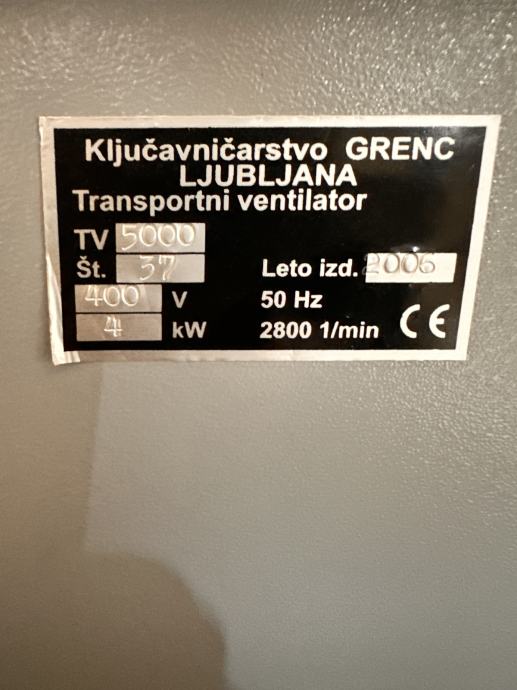 Ključavničarstvo GRENC
LJUBLJANA
Transportni ventilator
TV 5000
Št. 37 Leto izd. 2006
400 V 50 Hz
4 kW 2800 1/min CE